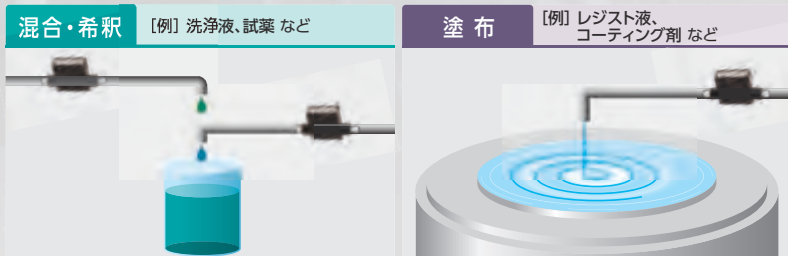 混合・希釈
[例] 洗浄液、試薬 など
塗布
[例] レジスト液、
コーティング剤 など